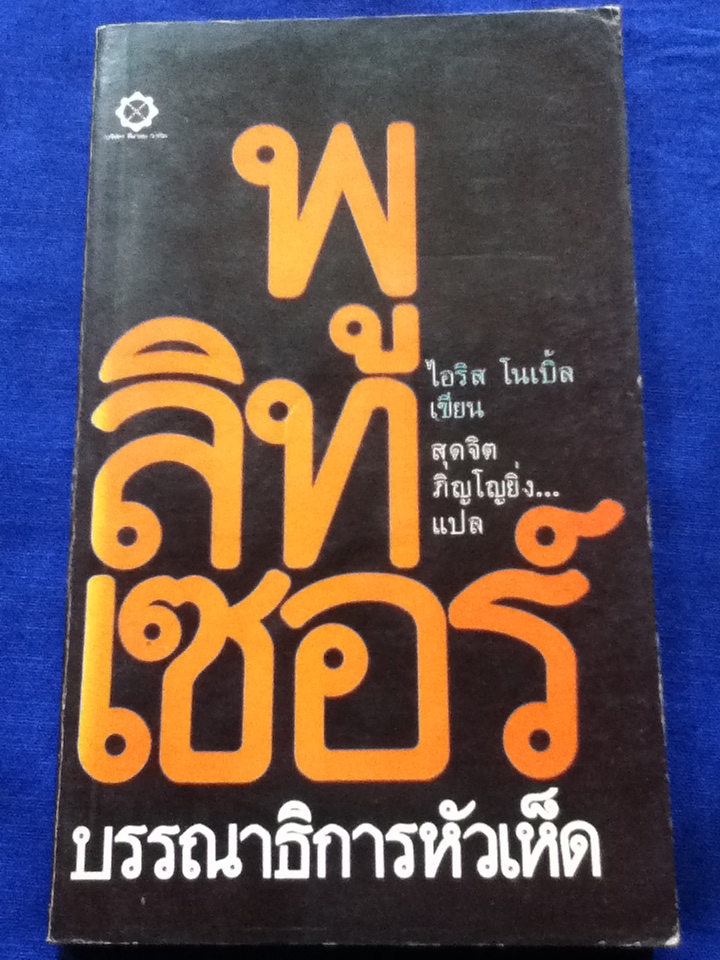 พ
ลิท้
เซอร์
ไอริส โนเบิ้ล
เขียน
สุดจิต
ภิญโญยิ่ง...
แปล
บรรณาธิการหัวเห็ด